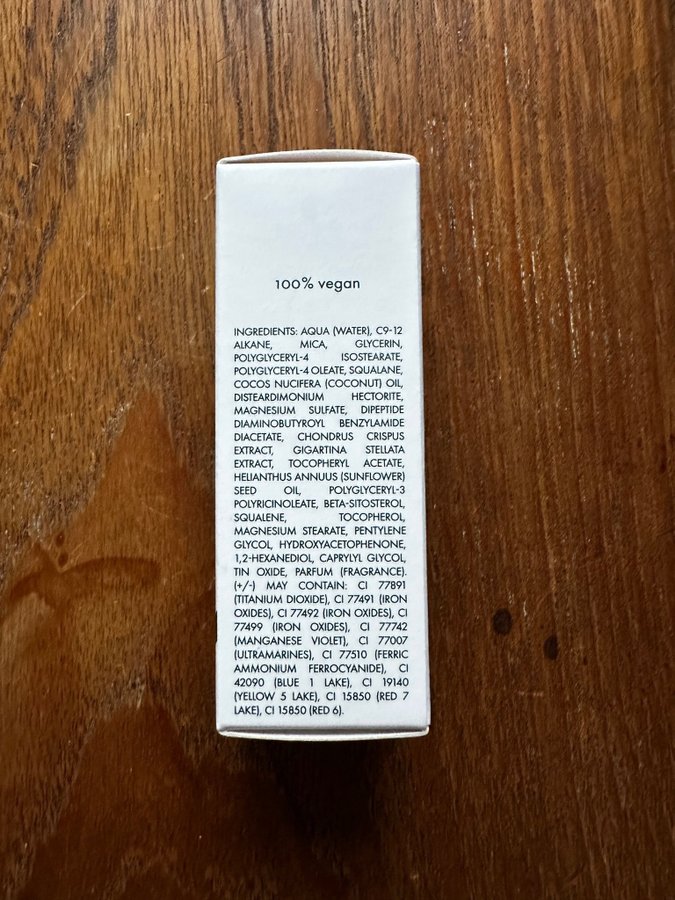 100% vegan
INGREDIENTS: AQUA (WATER), C9-12
ALKANE, MICA, GLYCERIN,
POLYGLYCERYL-4 ISOSTEARATE,
POLYGLYCERYL-4 OLEATE, SQUALANE,
COCOS NUCIFERA (COCONUT) OIL,
DISTEARDIMONIUM HECTORITE,
MAGNESIUM SULFATE, DIPEPTIDE
DIAMINOBUTYROYL BENZYLAMIDE
DIACETATE, CHONDRUS CRISPUS
EXTRACT, GIGARTINA STELLATA
EXTRACT, TOCOPHERYL ACETATE,
HELIANTHUS ANNUUS (SUNFLOWER)
SEED OIL, POLYGLYCERYL-3
POLYRICINOLEATE, BETA-SITOSTEROL,
SQUALENE, TOCOPHEROL,
MAGNESIUM STEARATE, PENTYLENE
GLYCOL, HYDROXYACETOPHENONE,
1,2-HEXANEDIOL, CAPRYLYL GLYCOL,
TIN OXIDE, PARFUM (FRAGRANCE).
(+/-) MAY CONTAIN: CI 77891
(TITANIUM DIOXIDE), CI 77491 (IRON
OXIDES), CI 77492 (IRON OXIDES), CI
77499 (IRON OXIDES), CI 77742
(MANGANESE VIOLET), CI 77007
(ULTRAMARINES), CI 77510 (FERRIC
AMMONIUM FERROCYANIDE), CI
42090 (BLUE 1 LAKE), CI 19140
(YELLOW 5 LAKE), CI 15850 (RED 7
LAKE), CI 15850 (RED 6).